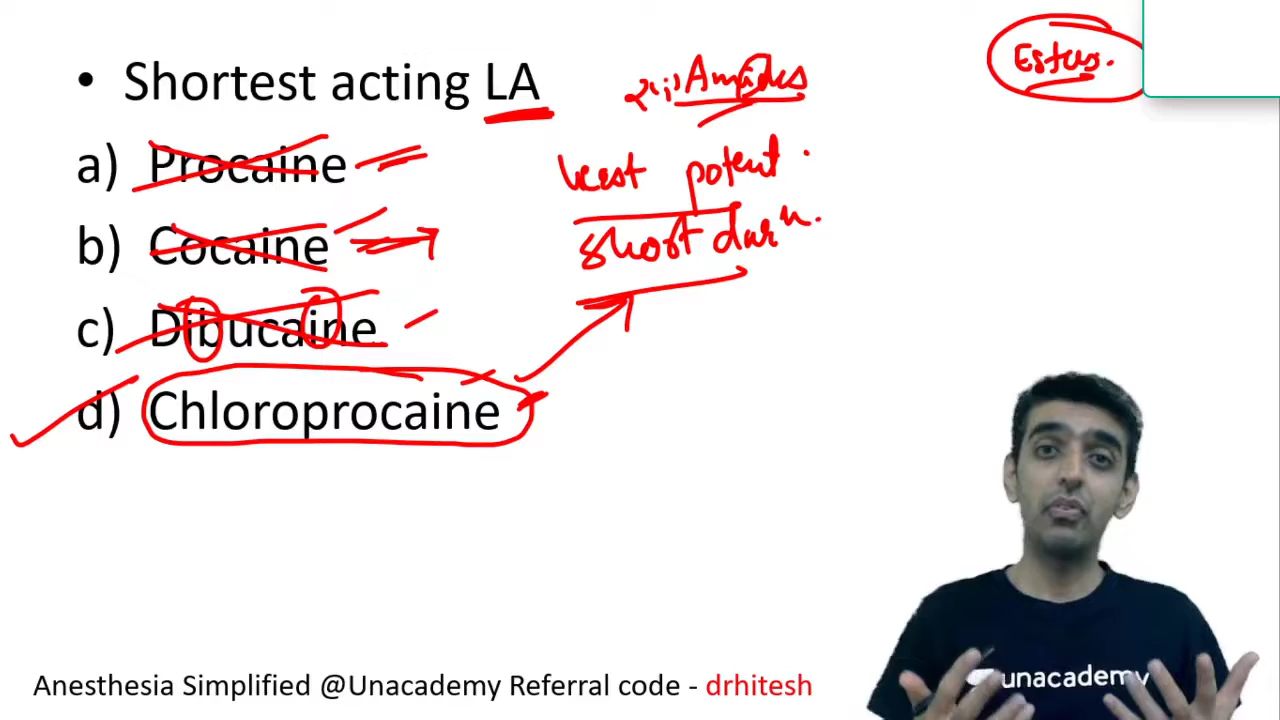 • Shortest acting LA
a) Procaine
b) Cocaine
c) Dibucaine
d) Chloroprocaine
2 'i' Amides
least potent.
short durⁿ.
Esters.
unacademy
Anesthesia Simplified @Unacademy Referral code - drhitesh